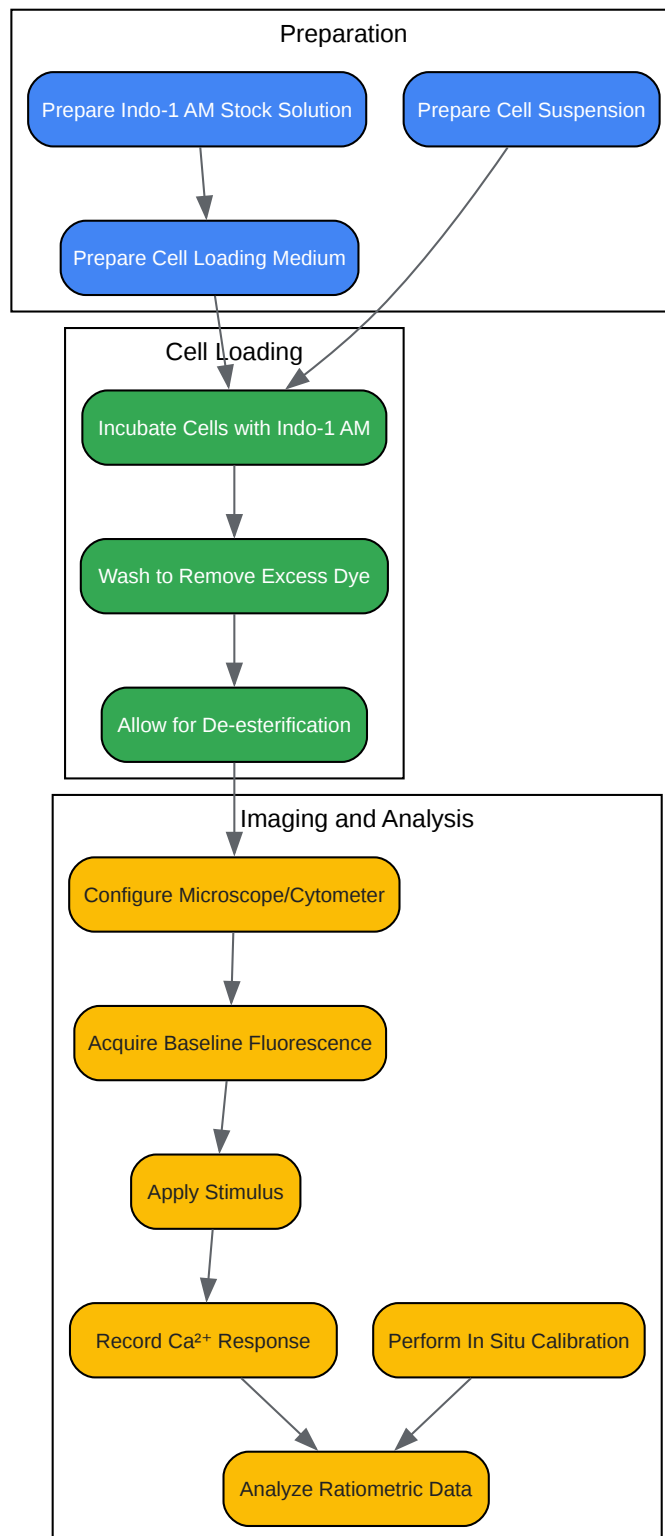 Preparation
Prepare Indo-1 AM Stock Solution
Prepare Cell Suspension
Prepare Cell Loading Medium
Cell Loading
Incubate Cells with Indo-1 AM
Wash to Remove Excess Dye
Allow for De-esterification
Imaging and Analysis
Configure Microscope/Cytometer
Acquire Baseline Fluorescence
Apply Stimulus
Record Ca²⁺ Response
Perform In Situ Calibration
Analyze Ratiometric Data